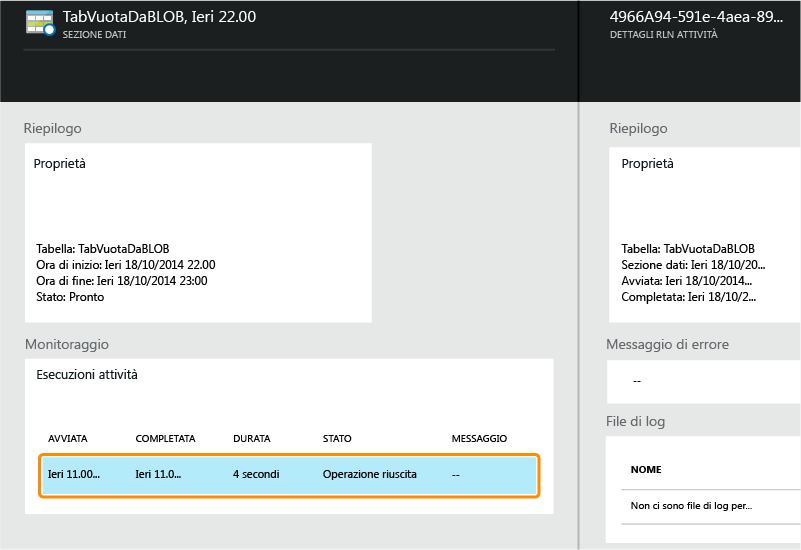 TabVuotaDaBLOB, Ieri 22.00
SEZIONE DATI
Riepilogo
Proprietà
Tabella: TabVuotaDaBLOB
Ora di inizio: Ieri 18/10/2014 22.00
Ora di fine: Ieri 18/10/2014 23:00
Stato: Pronto
Monitoraggio
Esecuzioni attività
AVVIATA COMPLETATA DURATA STATO MESSAGGIO
Ieri 11.00... Ieri 11.0... 4 secondi Operazione riuscita --
4966A94-591e-4aea-89...
DETTAGLI RLN ATTIVITÀ
Riepilogo
Proprietà
Tabella: TabVuotaDaBLOB
Sezione dati: Ieri 18/10/20...
Avviata: Ieri 18/10/2014...
Completata: Ieri 18/10/2...
Messaggio di errore
--
File di log
NOME
Non ci sono file di log per...